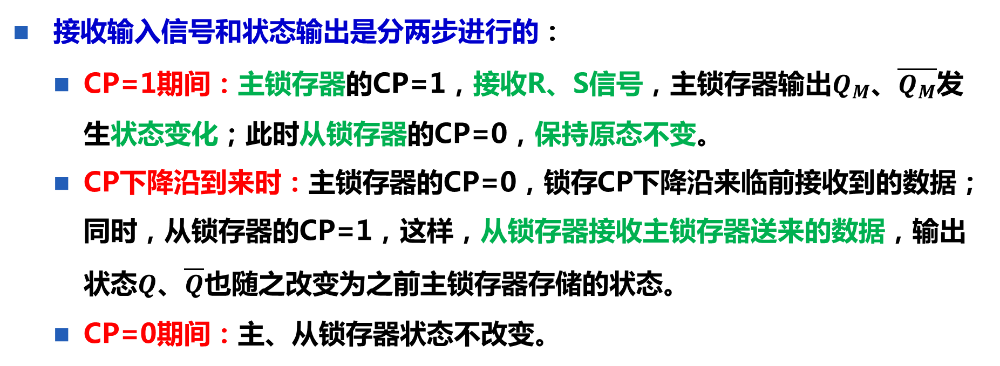 ■ 接收输入信号和状态输出是分两步进行的：
■ CP=1期间：主锁存器的CP=1，接收R、S信号，主锁存器输出$Q_M$、$\overline{Q_M}$发
生状态变化；此时从锁存器的CP=0，保持原态不变。
■ CP下降沿到来时：主锁存器的CP=0，锁存CP下降沿来临前接收到的数据；
同时，从锁存器的CP=1，这样，从锁存器接收主锁存器送来的数据，输出
状态$Q$、$\overline{Q}$也随之改变为之前主锁存器存储的状态。
■ CP=0期间：主、从锁存器状态不改变。